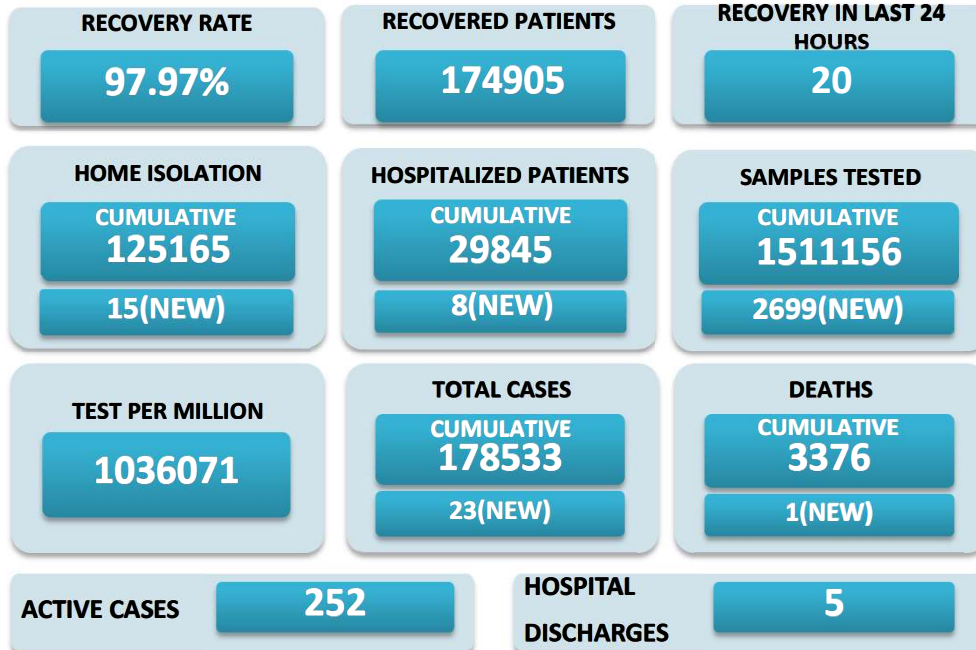 RECOVERY RATE
97.97%
RECOVERED PATIENTS
174905
RECOVERY IN LAST 24
HOURS
20
HOME ISOLATION
CUMULATIVE
125165
15(NEW)
HOSPITALIZED PATIENTS
CUMULATIVE
29845
8(NEW)
SAMPLES TESTED
CUMULATIVE
1511156
2699(NEW)
TEST PER MILLION
1036071
TOTAL CASES
CUMULATIVE
178533
23(NEW)
DEATHS
CUMULATIVE
3376
1(NEW)
ACTIVE CASES
252
HOSPITAL
DISCHARGES
5